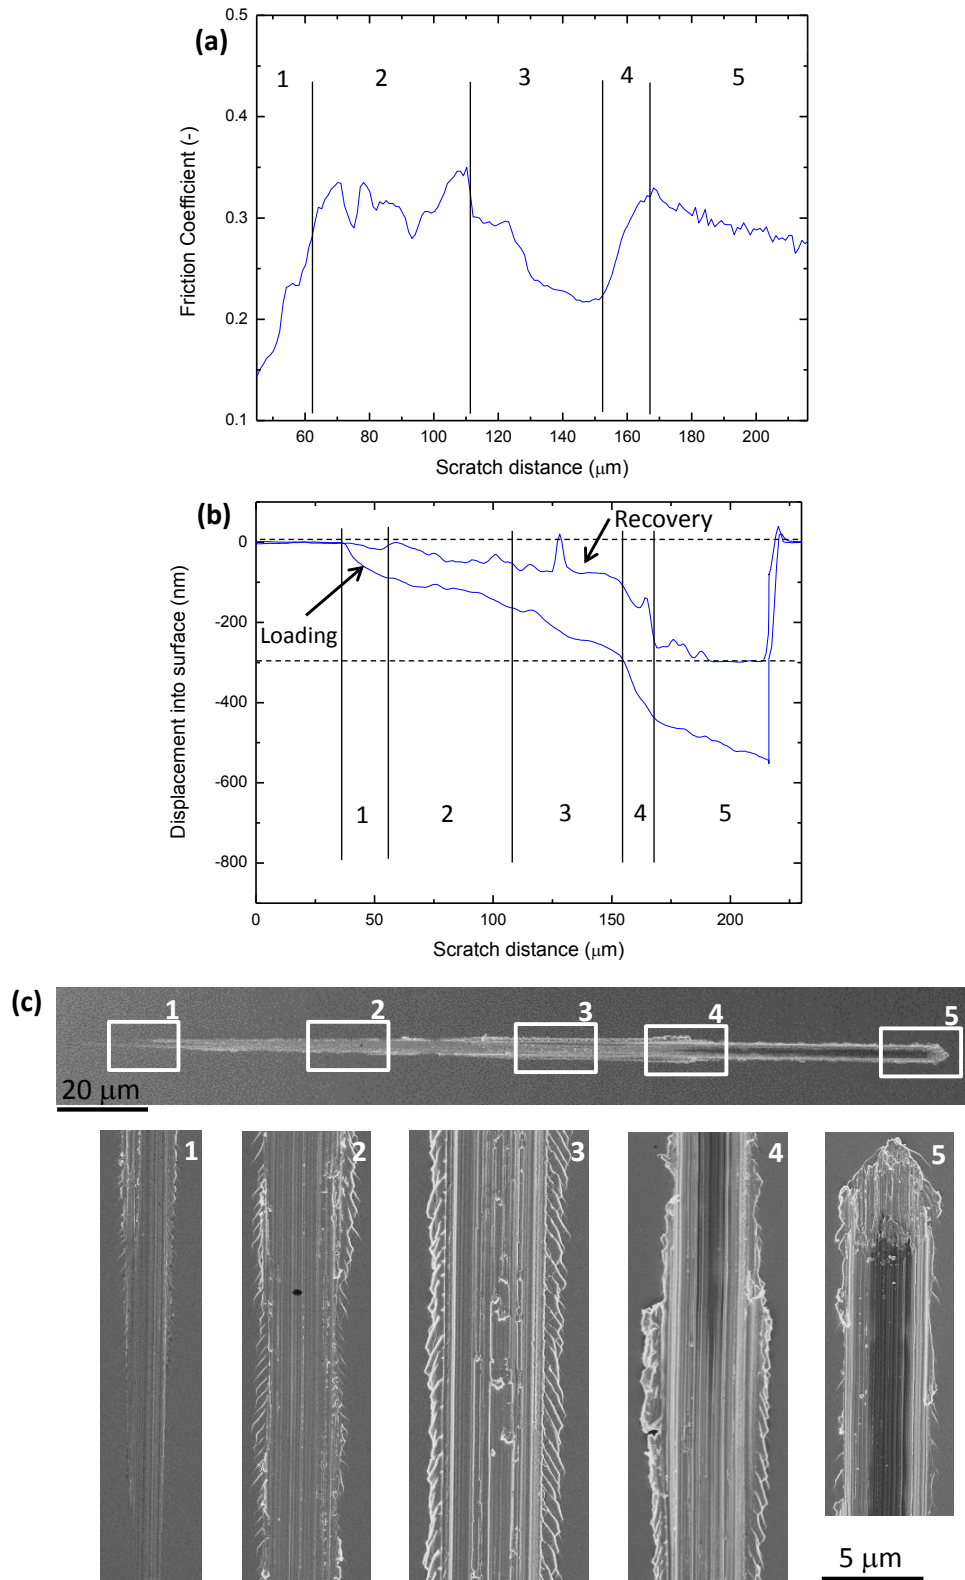 (a)
0.5
0.4
0.3
0.2
0.1
Friction Coefficient (-)
1 2 3 4 5
60 80 100 120 140 160 180 200
Scratch distance (μm)
(b)
0
-200
-400
-600
-800
Displacement into surface (nm)
Recovery
Loading
1 2 3 4 5
0 50 100 150 200
Scratch distance (μm)
(c)
1 2 3 4 5
20 μm
1 2 3 4 5
5 μm